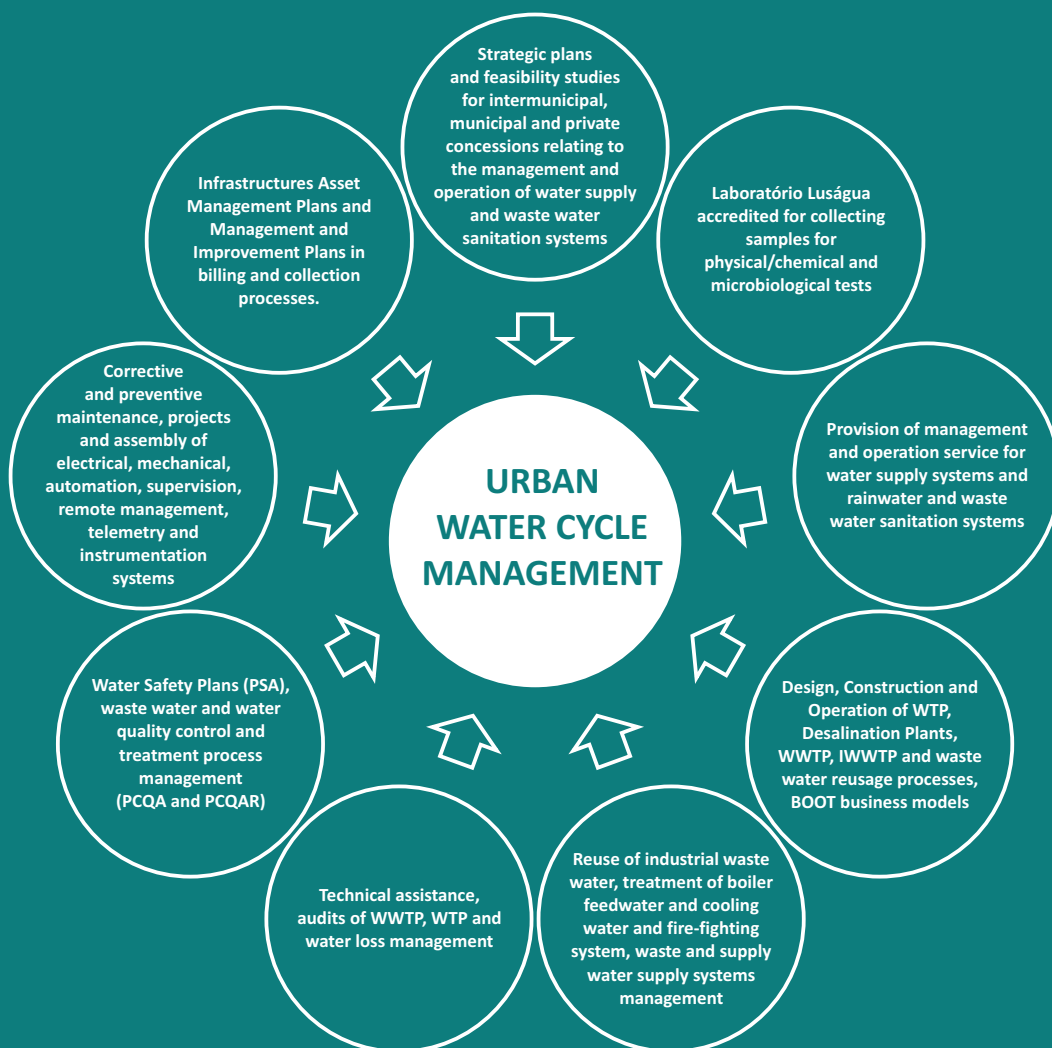 Strategic plans
and feasibility studies
for intermunicipal,
municipal and private
concessions relating to
the management and
operation of water supply
and waste water
sanitation systems
Laboratório Luságua
accredited for collecting
samples for
physical/chemical and
microbiological tests
Provision of management
and operation service for
water supply systems and
rainwater and waste
water sanitation systems
Design, Construction and
Operation of WTP,
Desalination Plants,
WWTP, IWWTP and waste
water reusage processes,
BOOT business models
Reuse of industrial waste
water, treatment of boiler
feedwater and cooling
water and fire-fighting
system, waste and supply
water supply systems
management
Technical assistance,
audits of WWTP, WTP and
water loss management
Water Safety Plans (PSA),
waste water and water
quality control and
treatment process
management
(PCQA and PCQAR)
Corrective
and preventive
maintenance, projects
and assembly of
electrical, mechanical,
automation, supervision,
remote management,
telemetry and
instrumentation
systems
Infrastructures Asset
Management Plans and
Management and
Improvement Plans in
billing and collection
processes.
URBAN
WATER CYCLE
MANAGEMENT